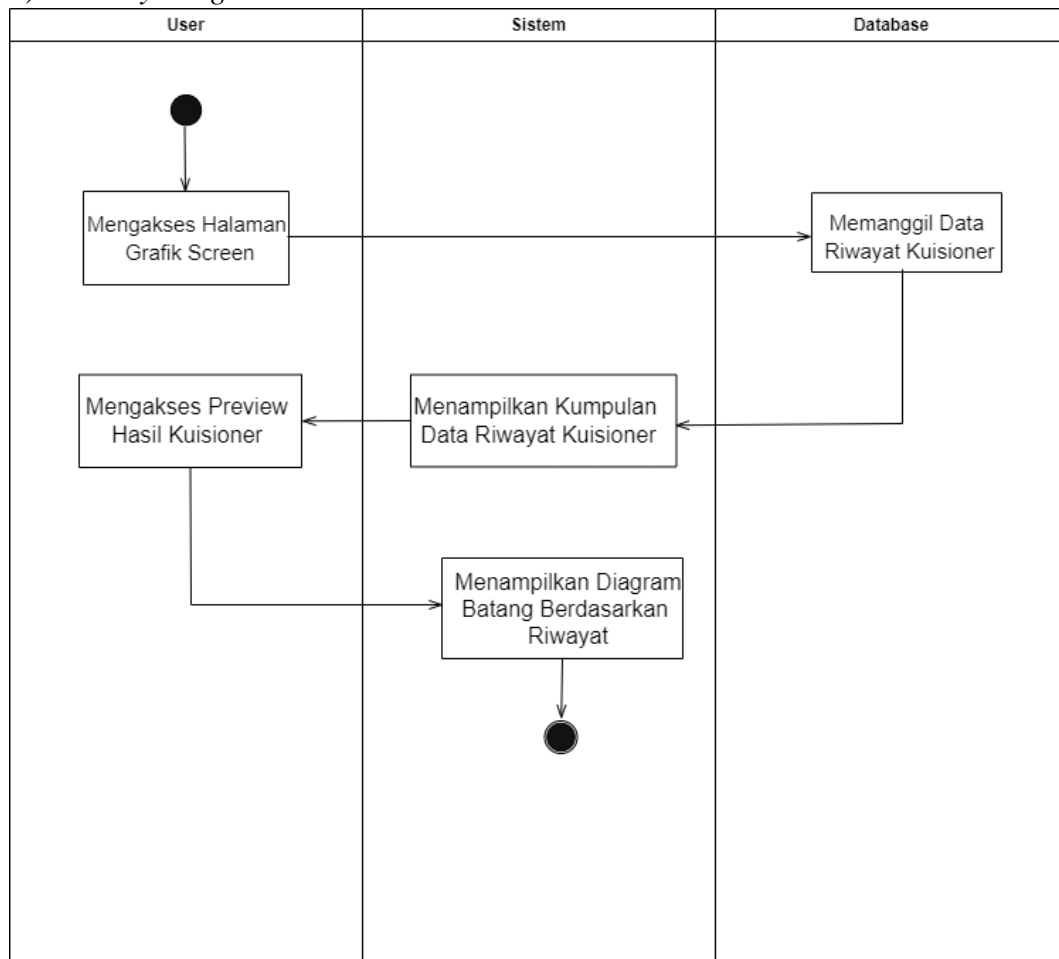 User
Sistem
Database
Mengakses Halaman
Grafik Screen
Memanggil Data
Riwayat Kuisioner
Mengakses Preview
Hasil Kuisioner
Menampilkan Kumpulan
Data Riwayat Kuisioner
Menampilkan Diagram
Batang Berdasarkan
Riwayat